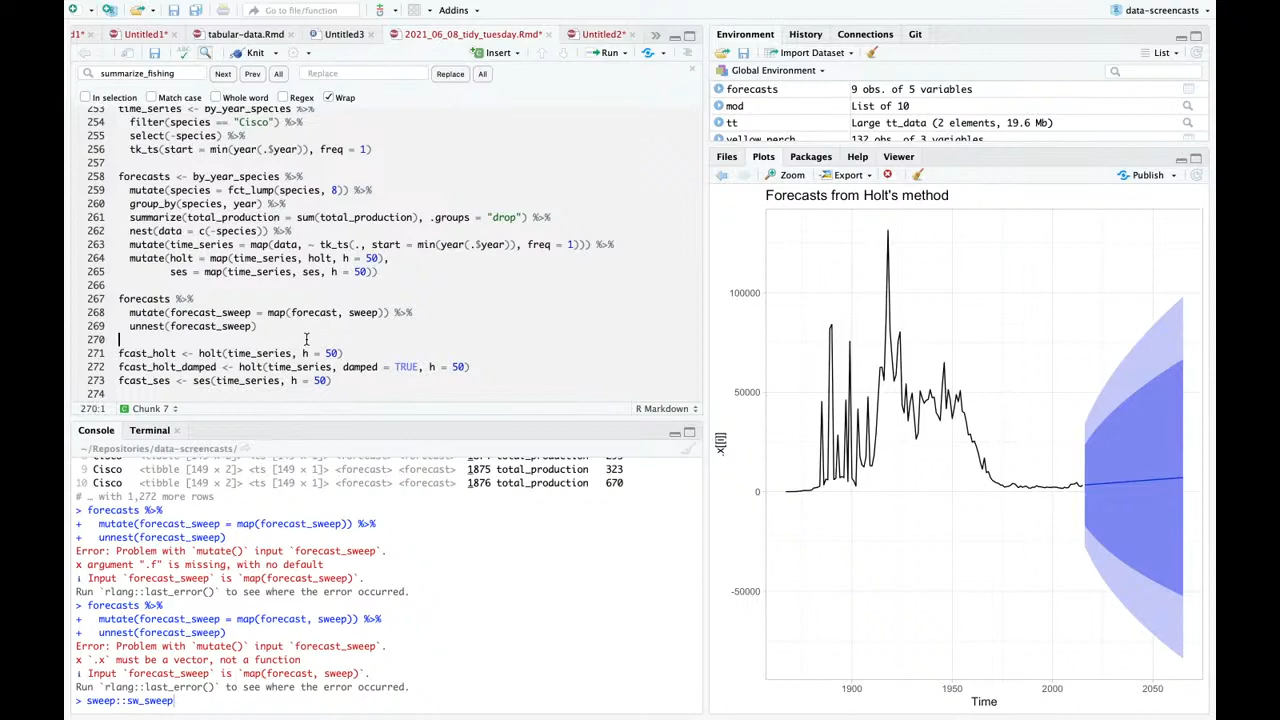 Go to file/function
Addins
data-screencasts
d1*
Untitled1*
tabular-data.Rmd
Untitled3
2021_06_08_tidy_tuesday.Rmd*
Untitled2*
Knit
Insert
Run
summarize_fishing
Next
Prev
All
Replace
Replace
All
In selection
Match case
Whole word
Regex
Wrap
253 time_series <- by_year_species %>%
254 filter(species == "Cisco") %>%
255 select(-species) %>%
256 tk_ts(start = min(year(.$year)), freq = 1)
257
258 forecasts <- by_year_species %>%
259 mutate(species = fct_lump(species, 8)) %>%
260 group_by(species, year) %>%
261 summarize(total_production = sum(total_production), .groups = "drop") %>%
262 nest(data = c(-species)) %>%
263 mutate(time_series = map(data, ~ tk_ts(., start = min(year(.$year)), freq = 1))) %>%
264 mutate(holt = map(time_series, holt, h = 50),
265 ses = map(time_series, ses, h = 50))
266
267 forecasts %>%
268 mutate(forecast_sweep = map(forecast, sweep)) %>%
269 unnest(forecast_sweep)
270
271 fcast_holt <- holt(time_series, h = 50)
272 fcast_holt_damped <- holt(time_series, damped = TRUE, h = 50)
273 fcast_ses <- ses(time_series, h = 50)
274
270:1
Chunk 7
R Markdown
Console
Terminal
~/Repositories/data-screencasts/
9 Cisco <tibble [149 × 2]> <ts [149 × 1]> <forecast> <forecast> 1875 total_production 323
10 Cisco <tibble [149 × 2]> <ts [149 × 1]> <forecast> <forecast> 1876 total_production 670
# … with 1,272 more rows
> forecasts %>%
+ mutate(forecast_sweep = map(forecast_sweep)) %>%
+ unnest(forecast_sweep)
Error: Problem with `mutate()` input `forecast_sweep`.
x argument ".f" is missing, with no default
ℹ Input `forecast_sweep` is `map(forecast_sweep)`.
Run `rlang::last_error()` to see where the error occurred.
> forecasts %>%
+ mutate(forecast_sweep = map(forecast, sweep)) %>%
+ unnest(forecast_sweep)
Error: Problem with `mutate()` input `forecast_sweep`.
x `.x` must be a vector, not a function
ℹ Input `forecast_sweep` is `map(forecast, sweep)`.
Run `rlang::last_error()` to see where the error occurred.
> sweep::sw_sweep
Environment
History
Connections
Git
Import Dataset
List
Global Environment
forecasts 9 obs. of 5 variables
mod List of 10
tt Large tt_data (2 elements, 19.6 Mb)
yellow_perch 132 obs. of 3 variables
Files
Plots
Packages
Help
Viewer
Zoom
Export
Publish
Forecasts from Holt's method
100000
50000
0
-50000
.x[[i]]
1900
1950
2000
2050
Time